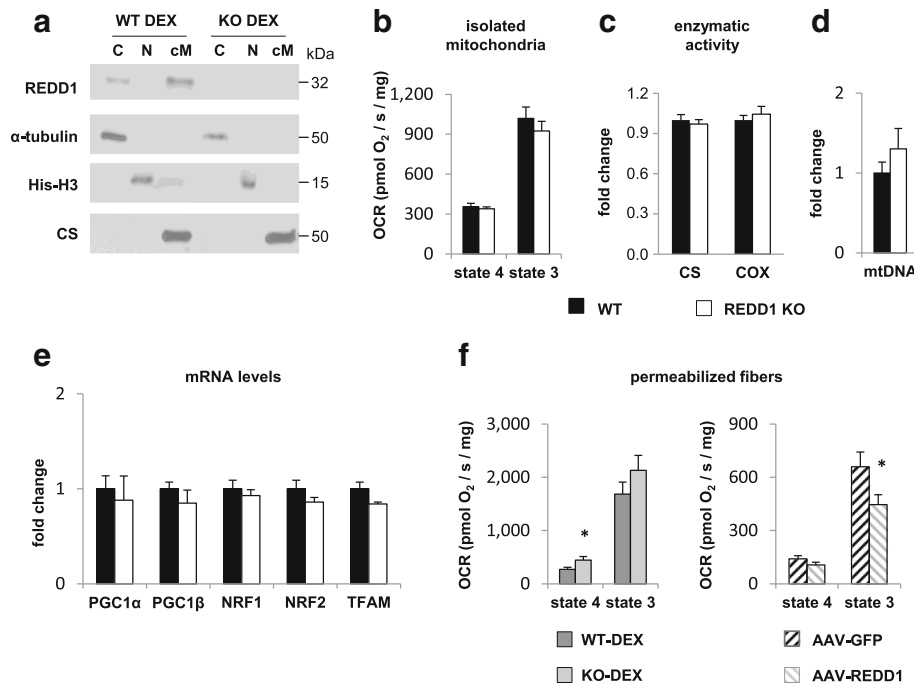 a
WT DEX KO DEX
C N cM C N cM kDa
REDD1 32
α-tubulin 50
His-H3 15
CS 50
b
isolated
mitochondria
OCR (pmol O2 / s / mg)
1,200
900
600
300
0
state 4 state 3
c
enzymatic
activity
fold change
1.2
0.9
0.6
0.3
0.0
CS COX
d
fold change
2
1
0
mtDNA
WT REDD1 KO
e
mRNA levels
fold change
2
1
0
PGC1α PGC1β NRF1 NRF2 TFAM
f
permeabilized fibers
OCR (pmol O2 / s / mg)
3,000
2,000
1,000
0
*
state 4 state 3
WT-DEX
KO-DEX
OCR (pmol O2 / s / mg)
900
600
300
0
*
state 4 state 3
AAV-GFP
AAV-REDD1